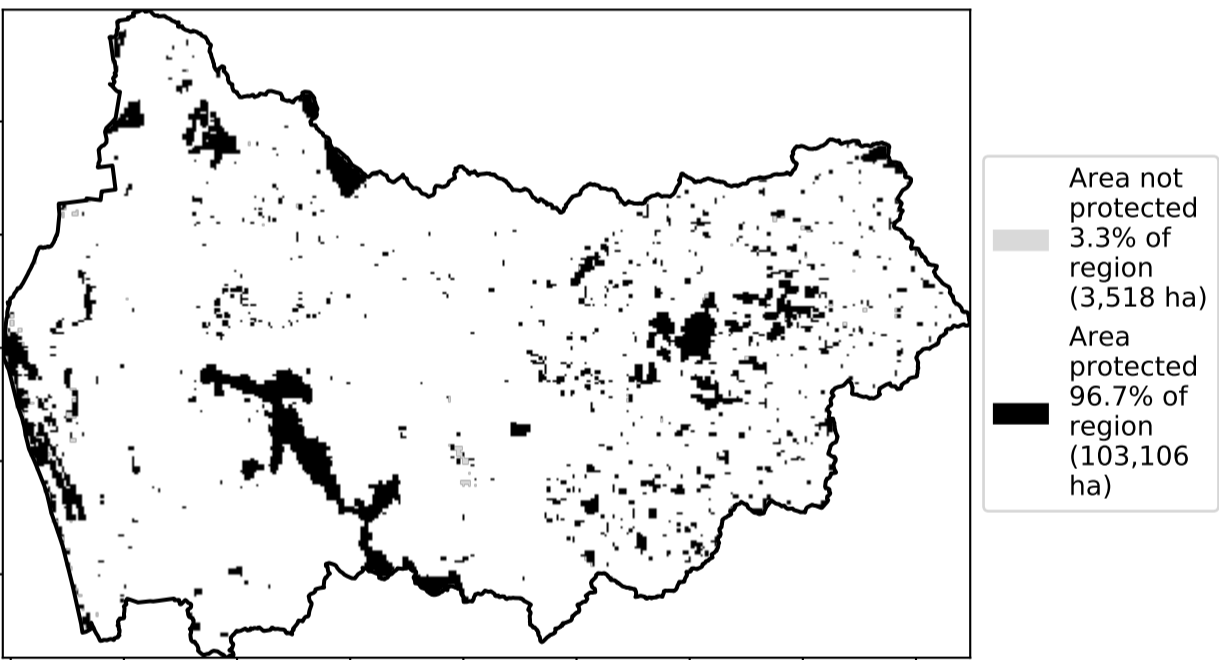 Area not
protected
3.3% of
region
(3,518 ha)
Area
protected
96.7% of
region
(103,106
ha)